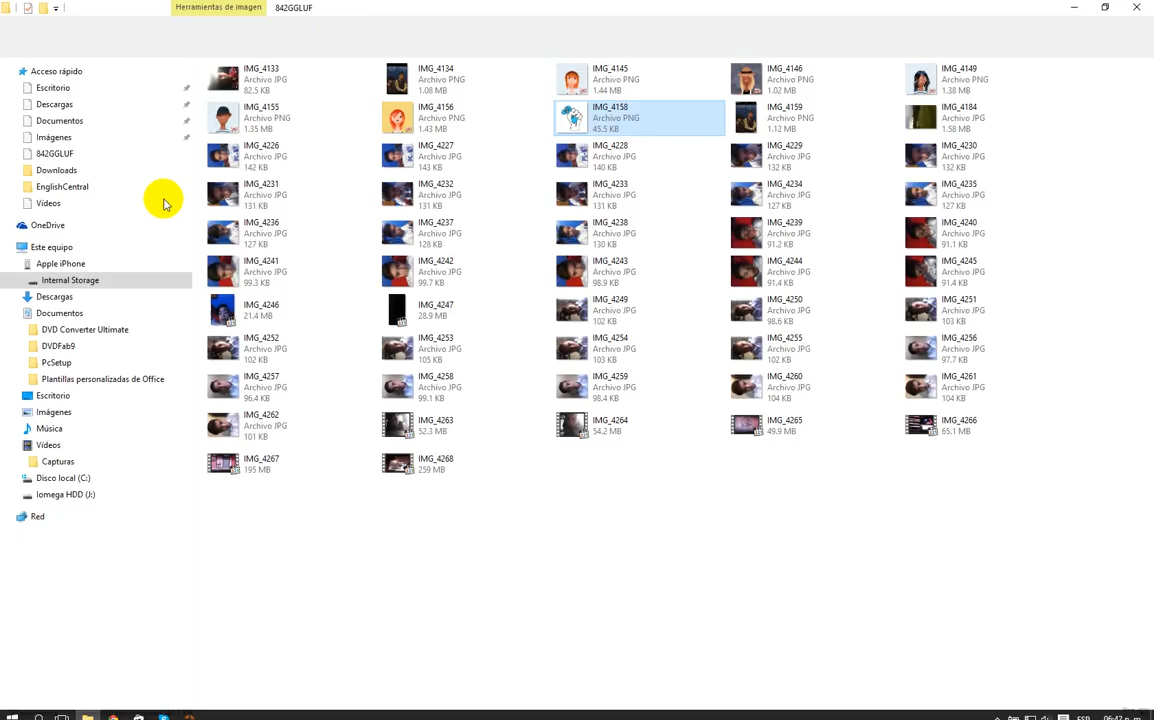 Herramientas de imagen
842GGLUF
Acceso rápido
Escritorio
Descargas
Documentos
Imágenes
842GGLUF
Downloads
EnglishCentral
Vídeos
OneDrive
Este equipo
Apple iPhone
Internal Storage
Descargas
Documentos
DVD Converter Ultimate
DVDFab9
PcSetup
Plantillas personalizadas de Office
Escritorio
Imágenes
Música
Vídeos
Capturas
Disco local (C:)
Iomega HDD (J:)
Red
IMG_4133
Archivo JPG
82.5 KB
IMG_4134
Archivo PNG
1.08 MB
IMG_4145
Archivo PNG
1.44 MB
IMG_4146
Archivo PNG
1.02 MB
IMG_4149
Archivo PNG
1.38 MB
IMG_4155
Archivo PNG
1.35 MB
IMG_4156
Archivo PNG
1.43 MB
IMG_4158
Archivo PNG
45.5 KB
IMG_4159
Archivo PNG
1.12 MB
IMG_4184
Archivo JPG
1.58 MB
IMG_4226
Archivo JPG
142 KB
IMG_4227
Archivo JPG
143 KB
IMG_4228
Archivo JPG
140 KB
IMG_4229
Archivo JPG
132 KB
IMG_4230
Archivo JPG
132 KB
IMG_4231
Archivo JPG
131 KB
IMG_4232
Archivo JPG
131 KB
IMG_4233
Archivo JPG
131 KB
IMG_4234
Archivo JPG
127 KB
IMG_4235
Archivo JPG
127 KB
IMG_4236
Archivo JPG
127 KB
IMG_4237
Archivo JPG
128 KB
IMG_4238
Archivo JPG
130 KB
IMG_4239
Archivo JPG
91.2 KB
IMG_4240
Archivo JPG
91.1 KB
IMG_4241
Archivo JPG
99.3 KB
IMG_4242
Archivo JPG
99.7 KB
IMG_4243
Archivo JPG
98.9 KB
IMG_4244
Archivo JPG
91.4 KB
IMG_4245
Archivo JPG
91.4 KB
IMG_4246
21.4 MB
IMG_4247
28.9 MB
IMG_4249
Archivo JPG
102 KB
IMG_4250
Archivo JPG
98.6 KB
IMG_4251
Archivo JPG
103 KB
IMG_4252
Archivo JPG
102 KB
IMG_4253
Archivo JPG
105 KB
IMG_4254
Archivo JPG
103 KB
IMG_4255
Archivo JPG
102 KB
IMG_4256
Archivo JPG
97.7 KB
IMG_4257
Archivo JPG
96.4 KB
IMG_4258
Archivo JPG
99.1 KB
IMG_4259
Archivo JPG
98.4 KB
IMG_4260
Archivo JPG
104 KB
IMG_4261
Archivo JPG
104 KB
IMG_4262
Archivo JPG
101 KB
IMG_4263
52.3 MB
IMG_4264
54.2 MB
IMG_4265
49.9 MB
IMG_4266
65.1 MB
IMG_4267
195 MB
IMG_4268
259 MB
ESP
06:42 p. m.